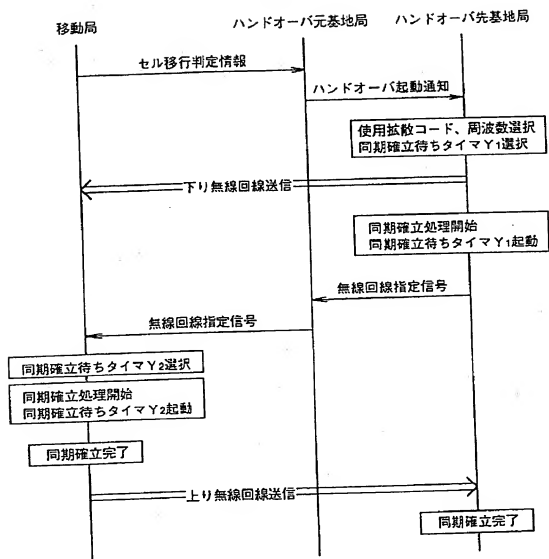 移動局
ハンドオーバ元基地局
ハンドオーバ先基地局
セル移行判定情報
ハンドオーバ起動通知
使用拡散コード、周波数選択
同期確立待ちタイマY1選択
下り無線回線送信
同期確立処理開始
同期確立待ちタイマY1起動
無線回線指定信号
無線回線指定信号
同期確立待ちタイマY2選択
同期確立処理開始
同期確立待ちタイマY2起動
同期確立完了
上り無線回線送信
同期確立完了